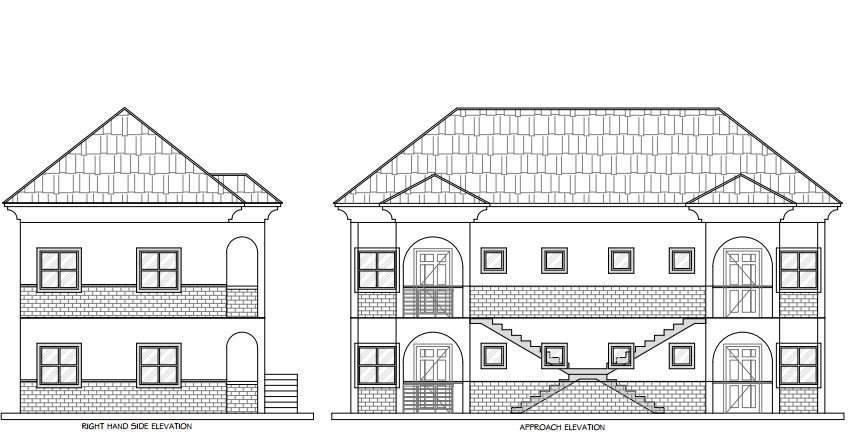 RIGHT HAND SIDE ELEVATION
APPROACH ELEVATION